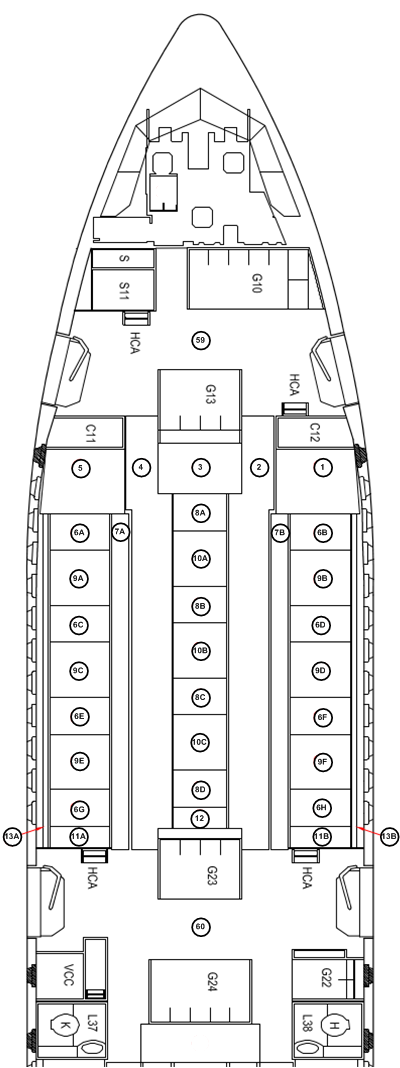 S
S11
G10
HCA
59
HCA
G13
C11
C12
5
4
3
2
1
8A
6A
7A
7B
6B
10A
9A
9B
8B
6C
6D
10B
9C
9D
8C
6E
6F
10C
9E
9F
8D
6G
6H
12
13A
11A
11B
13B
HCA
G23
HCA
60
VCC
G24
G22
K
L37
L38
H